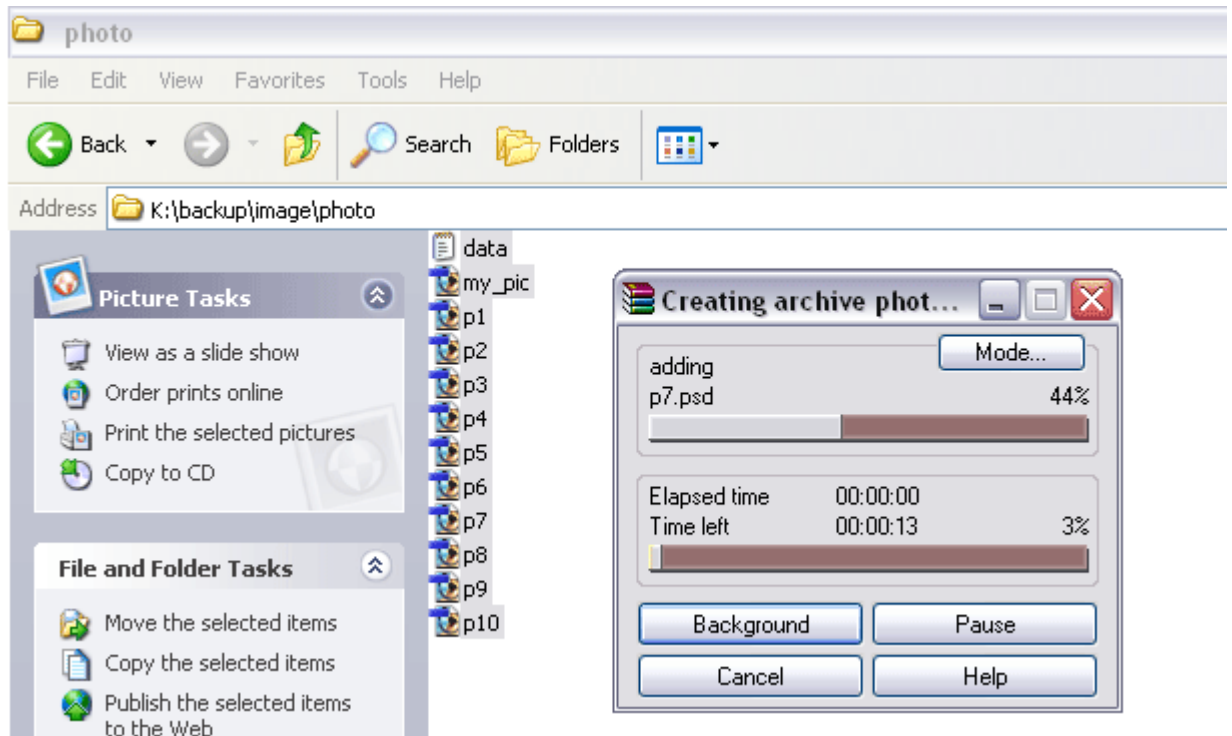 photo
File Edit View Favorites Tools Help
Back Search Folders
Address K:\backup\image\photo
Picture Tasks
View as a slide show
Order prints online
Print the selected pictures
Copy to CD
File and Folder Tasks
Move the selected items
Copy the selected items
Publish the selected items
to the Web
data
my_pic
p1
p2
p3
p4
p5
p6
p7
p8
p9
p10
Creating archive phot...
Mode...
adding
p7.psd 44%
Elapsed time 00:00:00
Time left 00:00:13 3%
Background Pause
Cancel Help